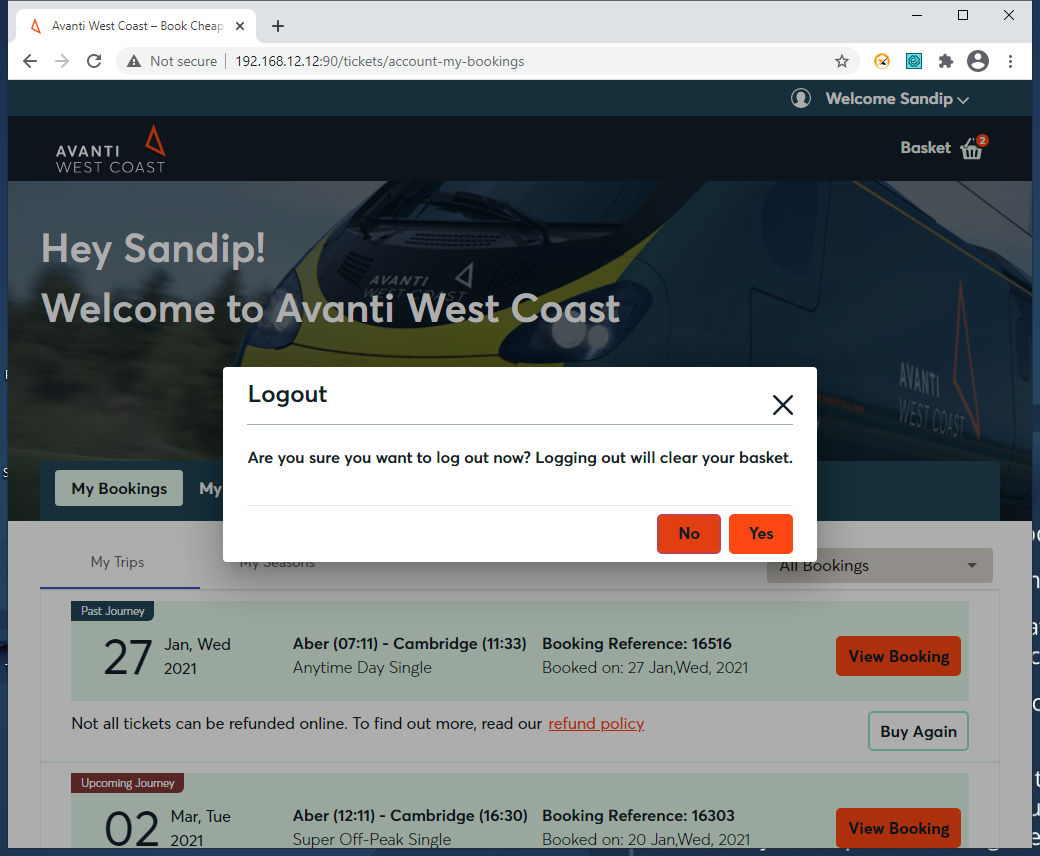 Avanti West Coast – Book Cheap
Not secure
192.168.12.12:90/tickets/account-my-bookings
Welcome Sandip
AVANTI
WEST COAST
Basket
2
Hey Sandip!
Welcome to Avanti West Coast
AVANTI
WEST COAST
AVANTI
WEST COAST
Logout
Are you sure you want to log out now? Logging out will clear your basket.
No
Yes
My Bookings
My
My Trips
My Seasons
All Bookings
Past Journey
27
Jan, Wed
2021
Aber (07:11) - Cambridge (11:33)
Anytime Day Single
Booking Reference: 16516
Booked on: 27 Jan,Wed, 2021
View Booking
Not all tickets can be refunded online. To find out more, read our refund policy
Buy Again
Upcoming Journey
02
Mar, Tue
2021
Aber (12:11) - Cambridge (16:30)
Super Off-Peak Single
Booking Reference: 16303
Booked on: 20 Jan,Wed, 2021
View Booking